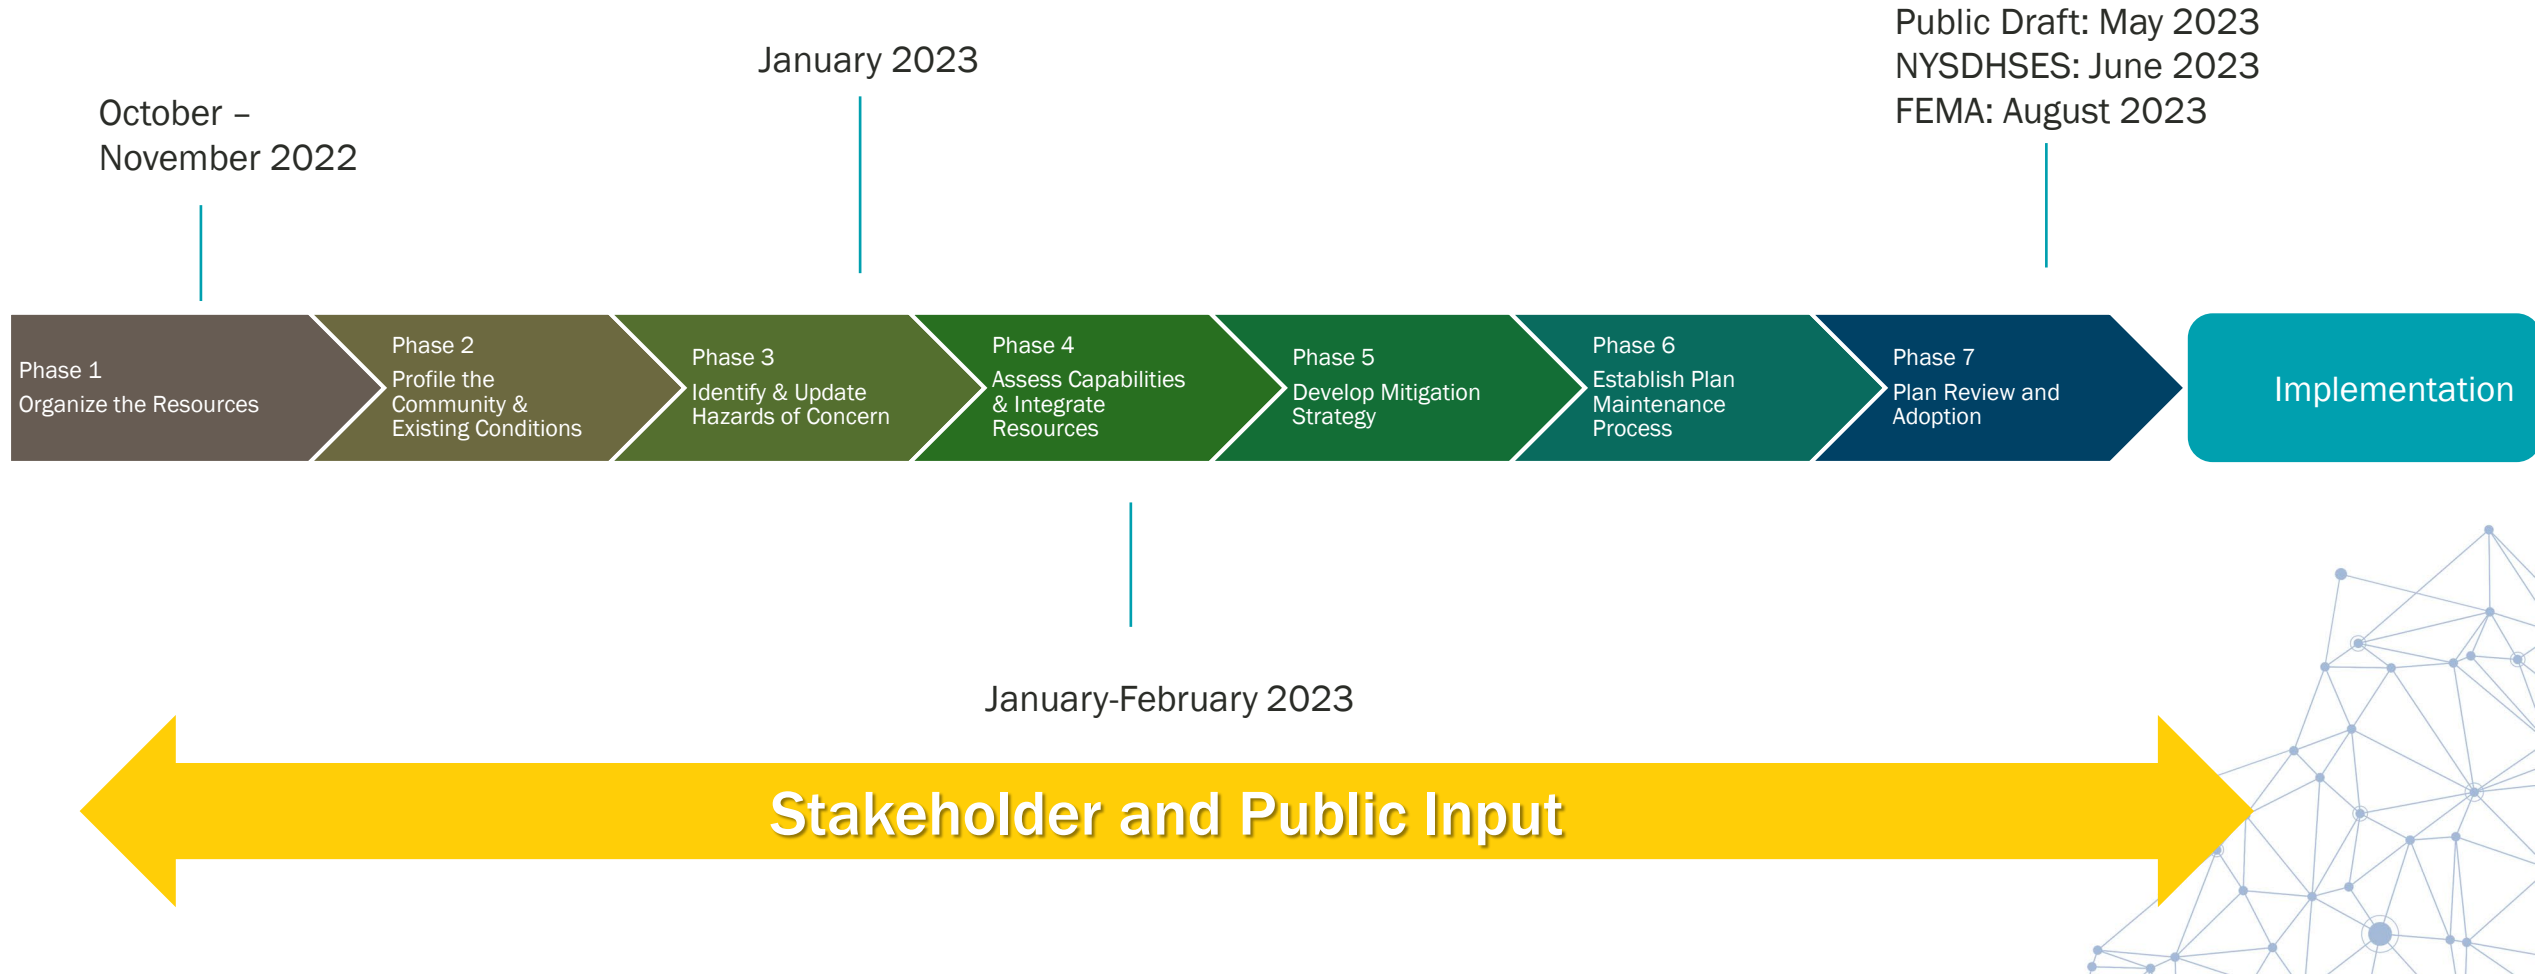 October –
November 2022
January 2023
Public Draft: May 2023
NYSDHSES: June 2023
FEMA: August 2023
Phase 1
Organize the Resources
Phase 2
Profile the
Community &
Existing Conditions
Phase 3
Identify & Update
Hazards of Concern
Phase 4
Assess Capabilities
& Integrate
Resources
Phase 5
Develop Mitigation
Strategy
Phase 6
Establish Plan
Maintenance
Process
Phase 7
Plan Review and
Adoption
Implementation
January-February 2023
Stakeholder and Public Input